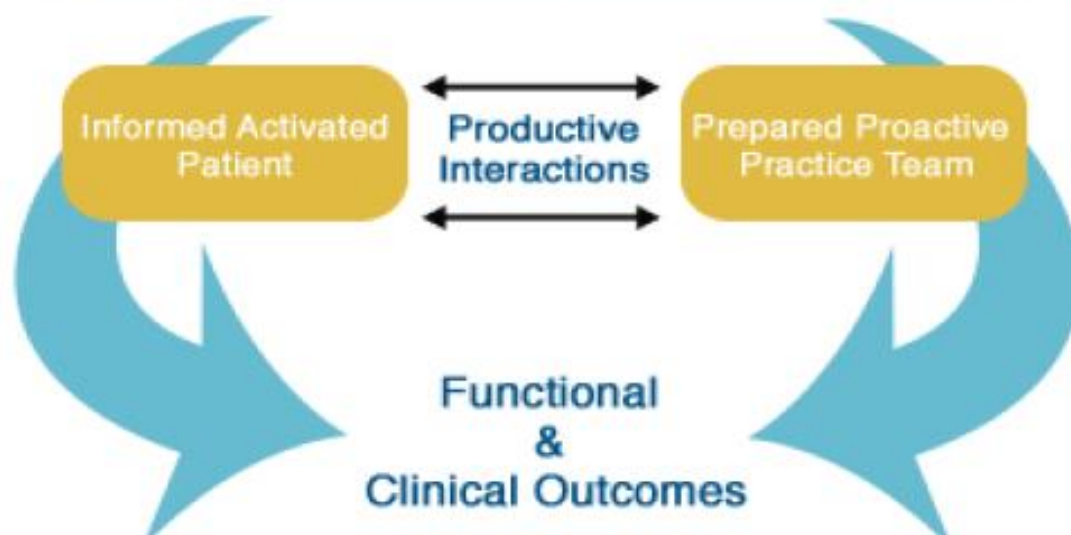 Informed Activated
Patient
Productive
Interactions
Prepared Proactive
Practice Team
Functional
&
Clinical Outcomes